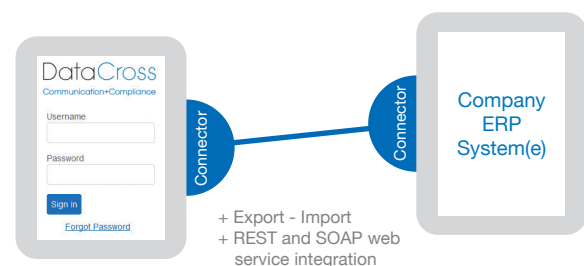 DataCross
Communication+Compliance
Username
Password
Sign in
Forgot Password
Connector
Connector
Company
ERP
System(e)
+ Export - Import
+ REST and SOAP web
service integration